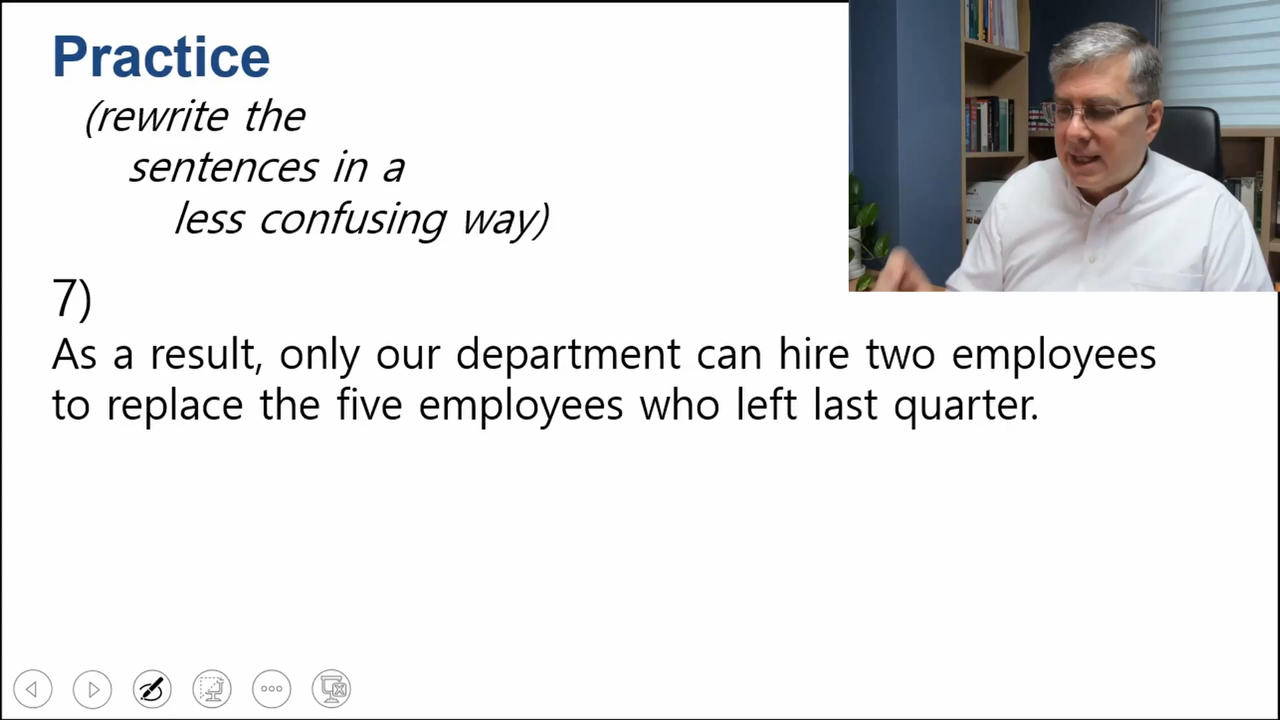 Practice
(rewrite the
sentences in a
less confusing way)
7)
As a result, only our department can hire two employees
to replace the five employees who left last quarter.